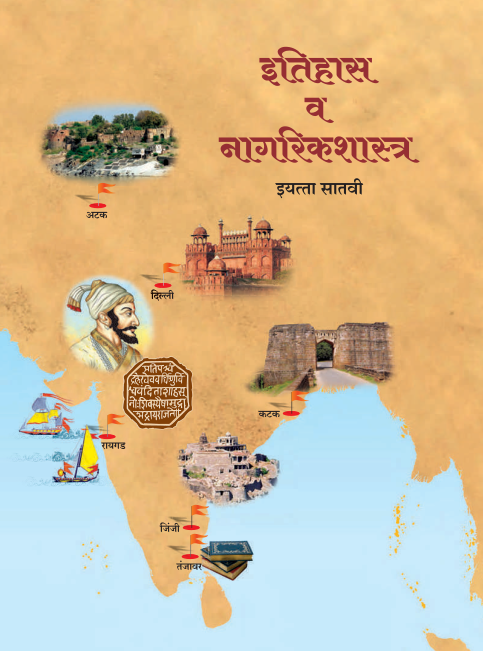 इतिहास
व
नागरिकशास्त्र
इयत्ता सातवी
अटक
दिल्ली
कटक
रायगड
जिंजी
तंजावर